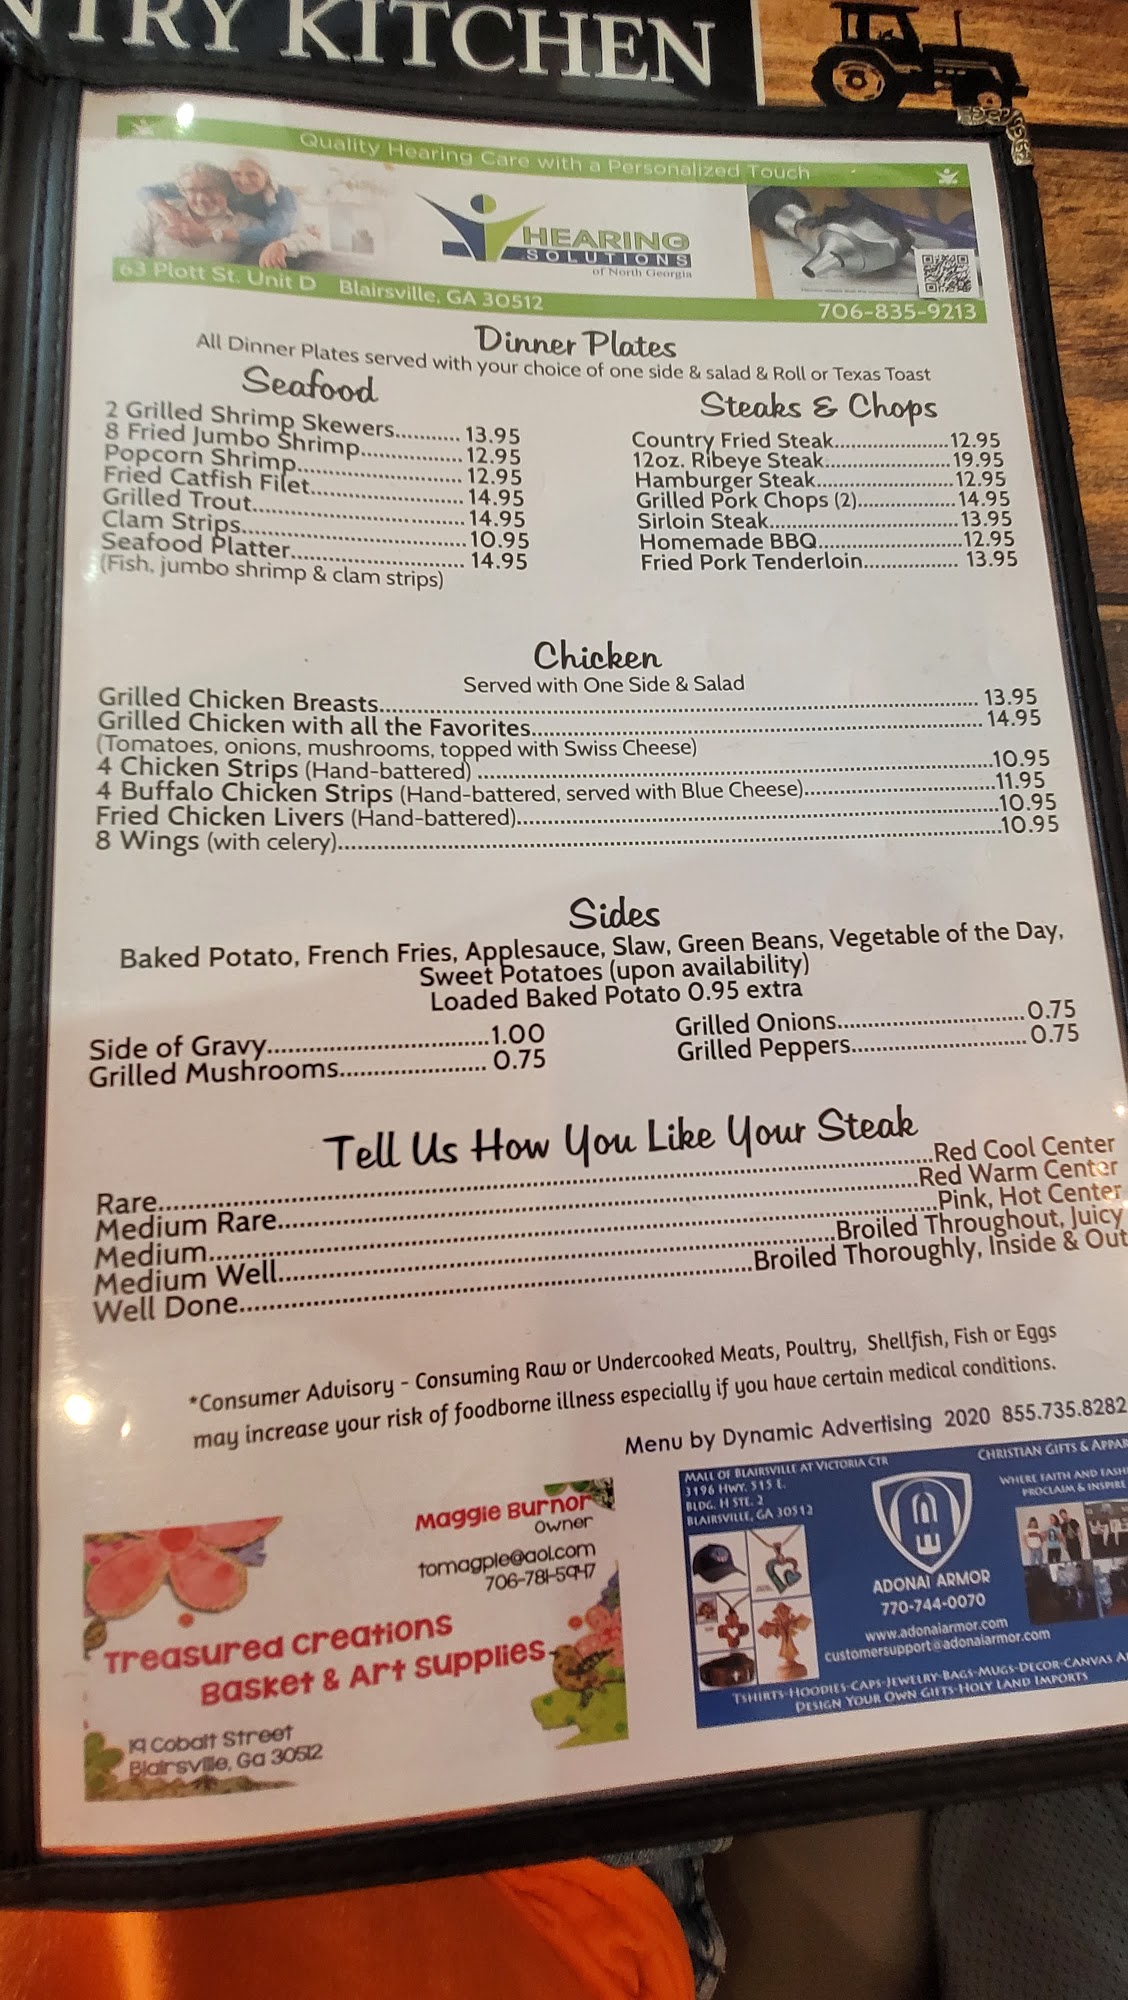 NTRY KITCHEN
Quality Hearing Care with a Personalized Touch
HEARING
SOLUTIONS
of North Georgia
63 Plott St. Unit D Blairsville, GA 30512
706-835-9213
Dinner Plates
All Dinner Plates served with your choice of one side & salad & Roll or Texas Toast
Seafood
2 Grilled Shrimp Skewers........... 13.95
8 Fried Jumbo Shrimp................ 12.95
Popcorn Shrimp......................... 12.95
Fried Catfish Filet....................... 14.95
Grilled Trout................................ 14.95
Clam Strips..................................10.95
Seafood Platter.......................... 14.95
(Fish, jumbo shrimp & clam strips)
Steaks & Chops
Country Fried Steak......................12.95
12oz. Ribeye Steak........................19.95
Hamburger Steak.......................... 12.95
Grilled Pork Chops (2)...................14.95
Sirloin Steak....................................13.95
Homemade BBQ...........................12.95
Fried Pork Tenderloin.................. 13.95
Chicken
Served with One Side & Salad
Grilled Chicken Breasts........................................ 13.95
Grilled Chicken with all the Favorites........................................14.95
(Tomatoes, onions, mushrooms, topped with Swiss Cheese)
4 Chicken Strips (Hand-battered) ........................................10.95
4 Buffalo Chicken Strips (Hand-battered, served with Blue Cheese)........................................11.95
Fried Chicken Livers (Hand-battered)........................................10.95
8 Wings (with celery)........................................10.95
Sides
Baked Potato, French Fries, Applesauce, Slaw, Green Beans, Vegetable of the Day,
Sweet Potatoes (upon availability)
Loaded Baked Potato 0.95 extra
Side of Gravy.................................1.00
Grilled Mushrooms...................... 0.75
Grilled Onions.............................0.75
Grilled Peppers........................... 0.75
Tell Us How You Like Your Steak
Rare........................................Red Cool Center
Medium Rare........................................Red Warm Center
Medium........................................Pink, Hot Center
Medium Well........................................Broiled Throughout, Juicy
Well Done........................................Broiled Thoroughly, Inside & Out
*Consumer Advisory - Consuming Raw or Undercooked Meats, Poultry, Shellfish, Fish or Eggs
may increase your risk of foodborne illness especially if you have certain medical conditions.
Menu by Dynamic Advertising 2020 855.735.8282
Maggie Burnor
Owner
tomagpie@aol.com
706-781-5947
Treasured Creations
Basket & Art Supplies
19 Cobalt Street
Blairsville, Ga 30512
MALL OF BLAIRSVILLE AT VICTORIA CTR
3196 HWY. 515 E.
BLDG. H STE. 2
BLAIRSVILLE, GA 30512
CHRISTIAN GIFTS & APPAR
WHERE FAITH AND FASH
PROCLAIM & INSPIRE
ADONAI ARMOR
770-744-0070
www.adonaiarmor.com
customersupport@adonaiarmor.com
TSHIRTS-HOODIES-CAPS-JEWELRY-BAGS-MUGS-DECOR-CANVAS A
DESIGN YOUR OWN GIFTS-HOLY LAND IMPORTS